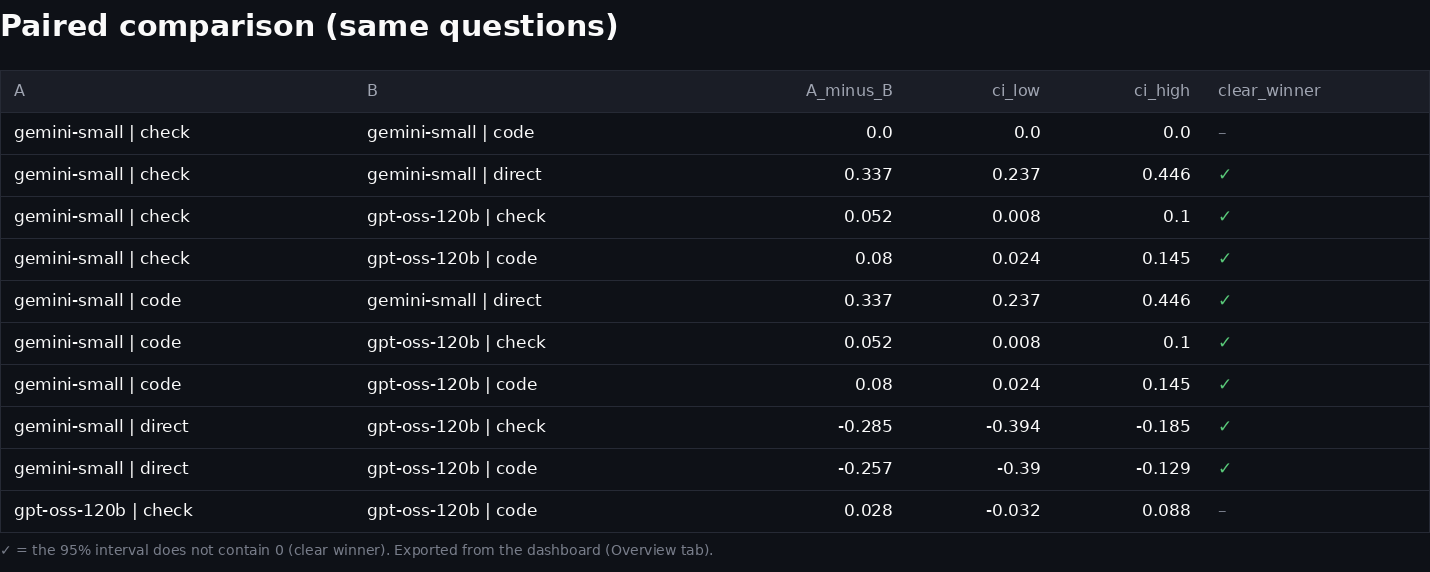 Paired comparison (same questions)
A B A_minus_B ci_low ci_high clear_winner
gemini-small | check gemini-small | code 0.0 0.0 0.0 –
gemini-small | check gemini-small | direct 0.337 0.237 0.446 ✓
gemini-small | check gpt-oss-120b | check 0.052 0.008 0.1 ✓
gemini-small | check gpt-oss-120b | code 0.08 0.024 0.145 ✓
gemini-small | code gemini-small | direct 0.337 0.237 0.446 ✓
gemini-small | code gpt-oss-120b | check 0.052 0.008 0.1 ✓
gemini-small | code gpt-oss-120b | code 0.08 0.024 0.145 ✓
gemini-small | direct gpt-oss-120b | check -0.285 -0.394 -0.185 ✓
gemini-small | direct gpt-oss-120b | code -0.257 -0.39 -0.129 ✓
gpt-oss-120b | check gpt-oss-120b | code 0.028 -0.032 0.088 –
✓ = the 95% interval does not contain 0 (clear winner). Exported from the dashboard (Overview tab).